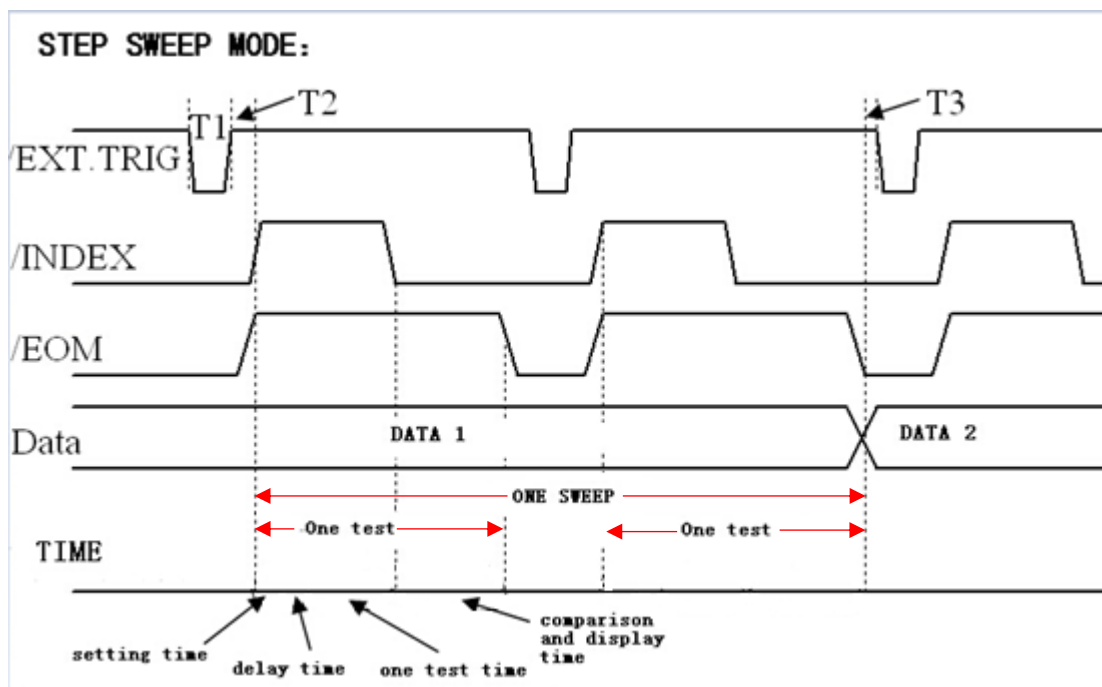 STEP SWEEP MODE:
T1
T2
T3
/EXT.TRIG
/INDEX
/EOM
Data
DATA 1
DATA 2
ONE SWEEP
One test
One test
TIME
setting time
delay time
one test time
comparison
and display
time